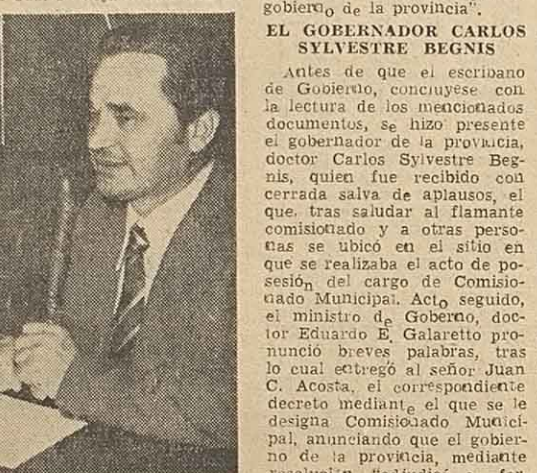 gobierno de la provincia".
EL GOBERNADOR CARLOS
SYLVESTRE BEGNIS
Antes de que el escribano
de Gobierno, concluyese con
la lectura de los mencionados
documentos, se hizo presente
el gobernador de la provincia,
doctor Carlos Sylvestre Beg-
nis, quien fue recibido con
cerrada salva de aplausos, el
que, tras saludar al flamante
comisionado y a otras perso-
nas se ubicó en el sitio en
que se realizaba el acto de po-
sesión del cargo de Comisio-
nado Municipal. Acto seguido,
el ministro de Goberno, doc-
tor Eduardo E. Galaretto pro-
nunció breves palabras, tras
lo cual entregó al señor Juan
C. Acosta, el correspondiente
decreto mediante el que se le
designa Comisionado Munici-
pal, anunciando que el gobier-
no de la provincia, mediante